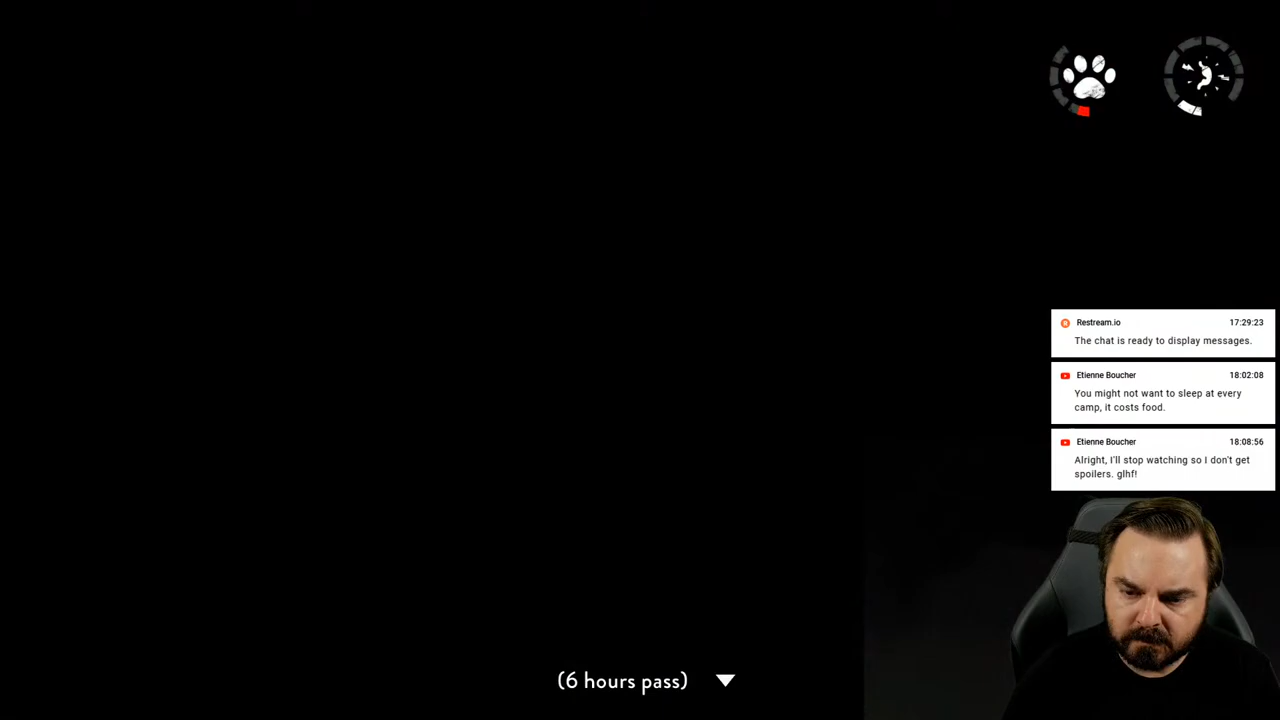 Restream.io 17:29:23
The chat is ready to display messages.
Etienne Boucher 18:02:08
You might not want to sleep at every
camp, it costs food.
Etienne Boucher 18:08:56
Alright, I'll stop watching so I don't get
spoilers. glhf!
(6 hours pass)